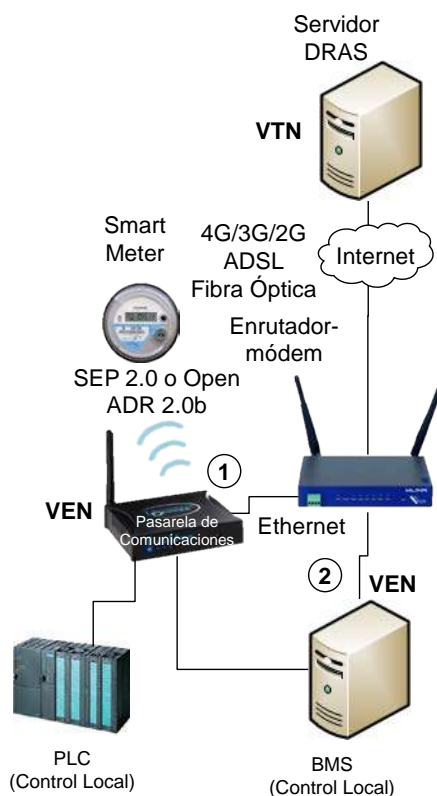 Servidor
DRAS
VTN
Smart
Meter
4G/3G/2G
ADSL
Fibra Óptica
Internet
Enrutador-
módem
SEP 2.0 o Open
ADR 2.0b
1
VEN
Pasarela de
Comunicaciones
Ethernet
2
VEN
PLC
(Control Local)
BMS
(Control Local)